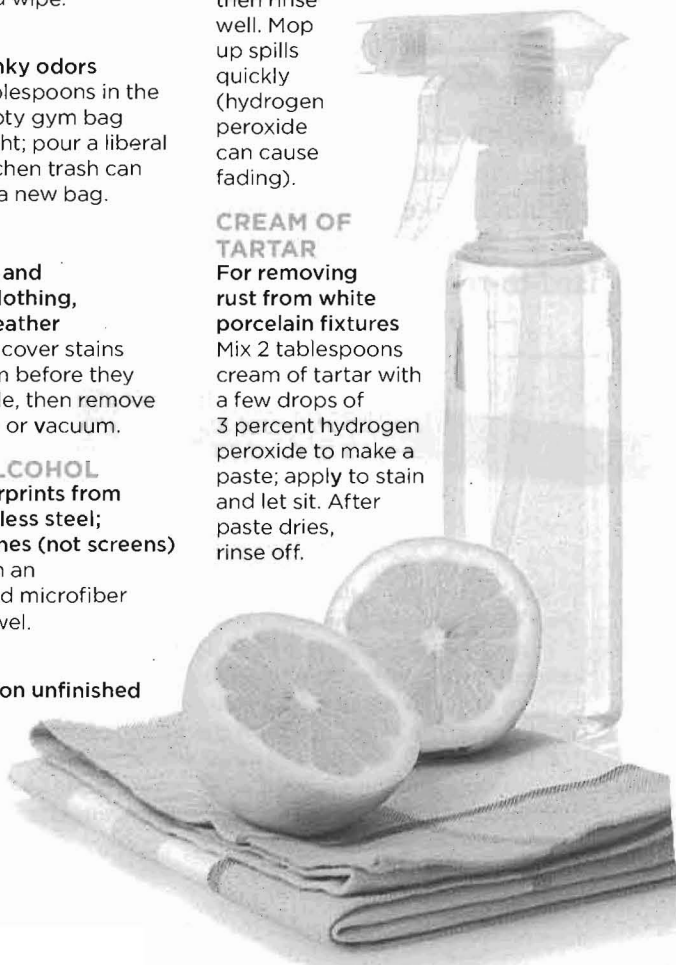 wipe.
nky odors
olespoons in the
pty gym bag
ht; pour a liberal
chen trash can
a new bag.
and
lothing,
eather
cover stains
n before they
le, then remove
or vacuum.
LCOHOL
rprints from
less steel;
nes (not screens)
n an
d microfiber
wel.
on unfinished
then rinse
well. Mop
up spills
quickly
(hydrogen
peroxide
can cause
fading).
CREAM OF
TARTAR
For removing
rust from white
porcelain fixtures
Mix 2 tablespoons
cream of tartar with
a few drops of
3 percent hydrogen
peroxide to make a
paste; apply to stain
and let sit. After
paste dries,
rinse off.